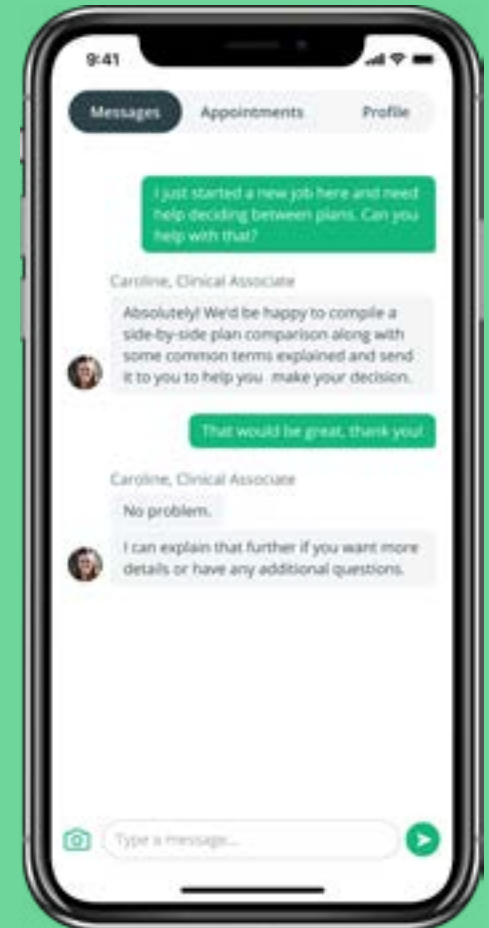 9:41
Messages Appointments Profile
I just started a new job here and need
help deciding between plans. Can you
help with that?
Caroline, Clinical Associate
Absolutely! We'd be happy to compile a
side-by-side plan comparison along with
some common terms explained and send
it to you to help you  make your decision.
That would be great, thank you!
Caroline, Clinical Associate
No problem.
I can explain that further if you want more
details or have any additional questions.
Type a message...